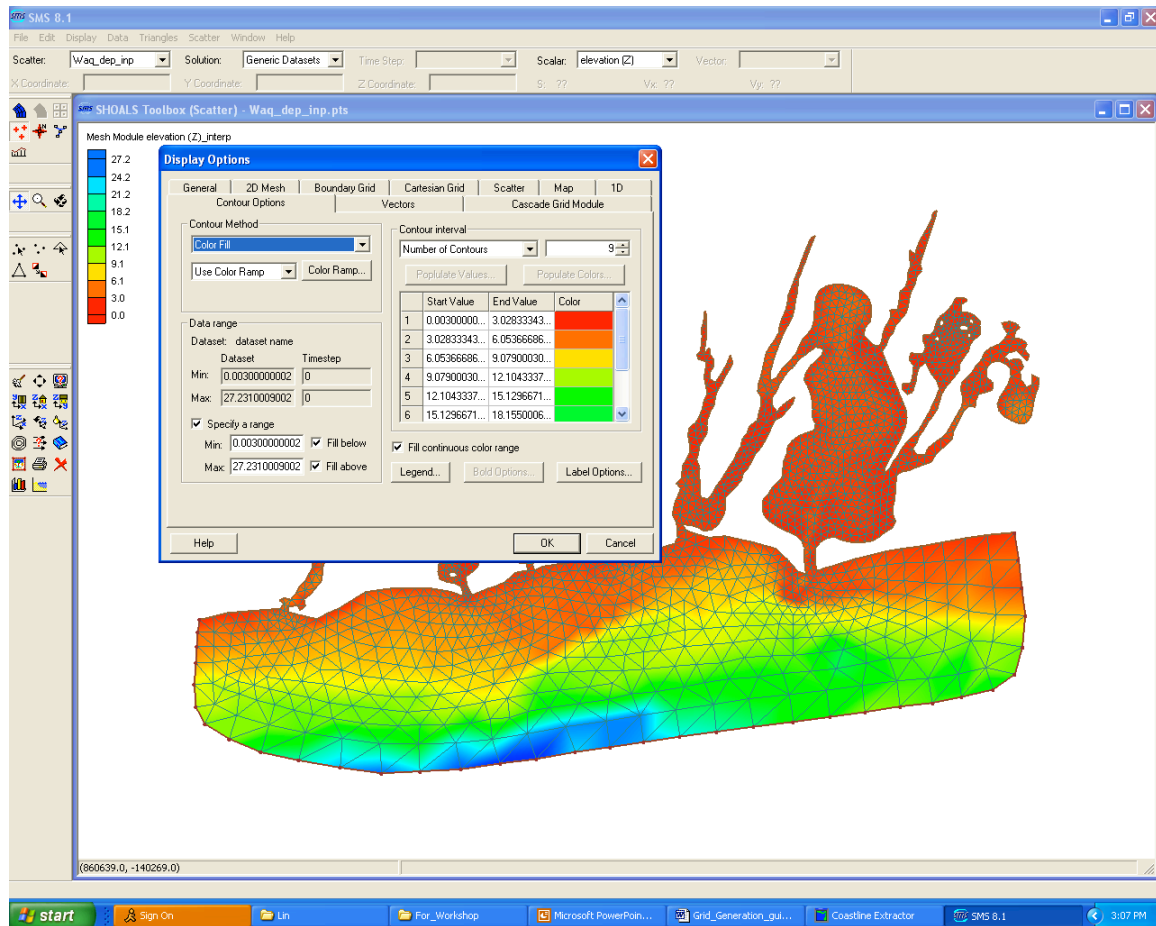 sms SMS 8.1
File Edit Display Data Triangles Scatter Window Help
Scatter: Waq_dep_inp Solution: Generic Datasets Time Step: Scalar: elevation (Z) Vector:
X Coordinate: Y Coordinate: Z Coordinate: S: ?? Vx: ?? Vy: ??
sms SHOALS Toolbox (Scatter) - Waq_dep_inp.pts
Mesh Module elevation (Z)_interp
27.2
24.2
21.2
18.2
15.1
12.1
9.1
6.1
3.0
0.0
Display Options
General 2D Mesh Boundary Grid Cartesian Grid Scatter Map 1D
Contour Options Vectors Cascade Grid Module
Contour Method
Color Fill
Use Color Ramp Color Ramp...
Data range
Dataset: dataset name
Dataset Timestep
Min: 0.00300000002 0
Max: 27.2310009002 0
Specify a range
Min: 0.00300000002 Fill below
Max: 27.2310009002 Fill above
Contour interval
Number of Contours 9
Poplulate Values... Populate Colors...
Start Value End Value Color
1 0.00300000... 3.02833343...
2 3.02833343... 6.05366686...
3 6.05366686... 9.07900030...
4 9.07900030... 12.1043337...
5 12.1043337... 15.1296671...
6 15.1296671... 18.1550006...
Fill continuous color range
Legend... Bold Options... Label Options...
Help OK Cancel
(860639.0, -140269.0)
start Sign On Lin For_Workshop Microsoft PowerPoin... Grid_Generation_gui... Coastline Extractor SMS 8.1 3:07 PM